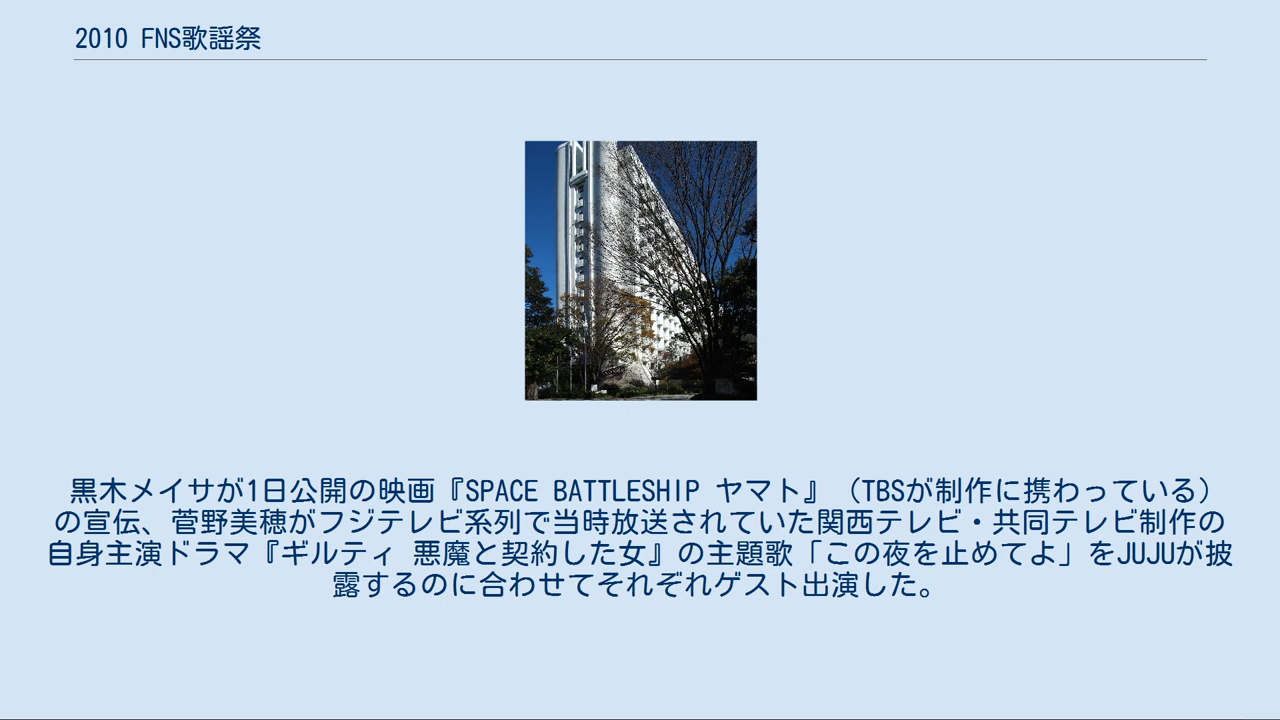 2010 FNS歌謡祭
黒木メイサが1日公開の映画『SPACE BATTLESHIP ヤマト』（TBSが制作に携わっている）
の宣伝、菅野美穂がフジテレビ系列で当時放送されていた関西テレビ・共同テレビ制作の
自身主演ドラマ『ギルティ 悪魔と契約した女』の主題歌「この夜を止めてよ」をJUJUが披
露するのに合わせてそれぞれゲスト出演した。